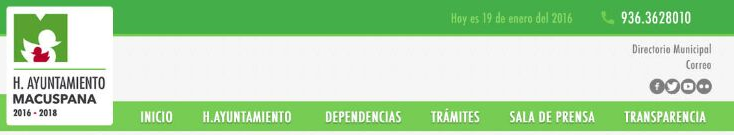 Hoy es 19 de enero del 2016
936.3628010
Directorio Municipal
Correo
H. AYUNTAMIENTO
MACUSPANA
2016 - 2018
INICIO H.AYUNTAMIENTO DEPENDENCIAS TRÁMITES SALA DE PRENSA TRANSPARENCIA